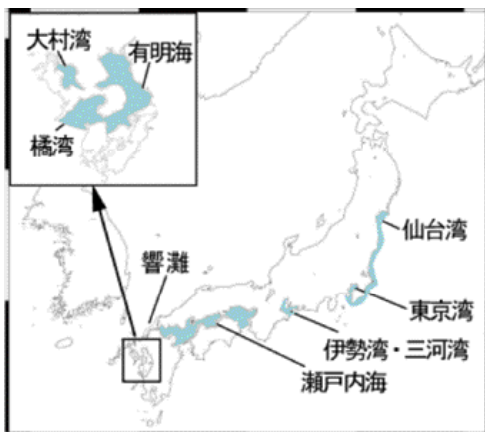 大村湾
有明海
橘湾
仙台湾
響灘
東京湾
伊勢湾・三河湾
瀬戸内海